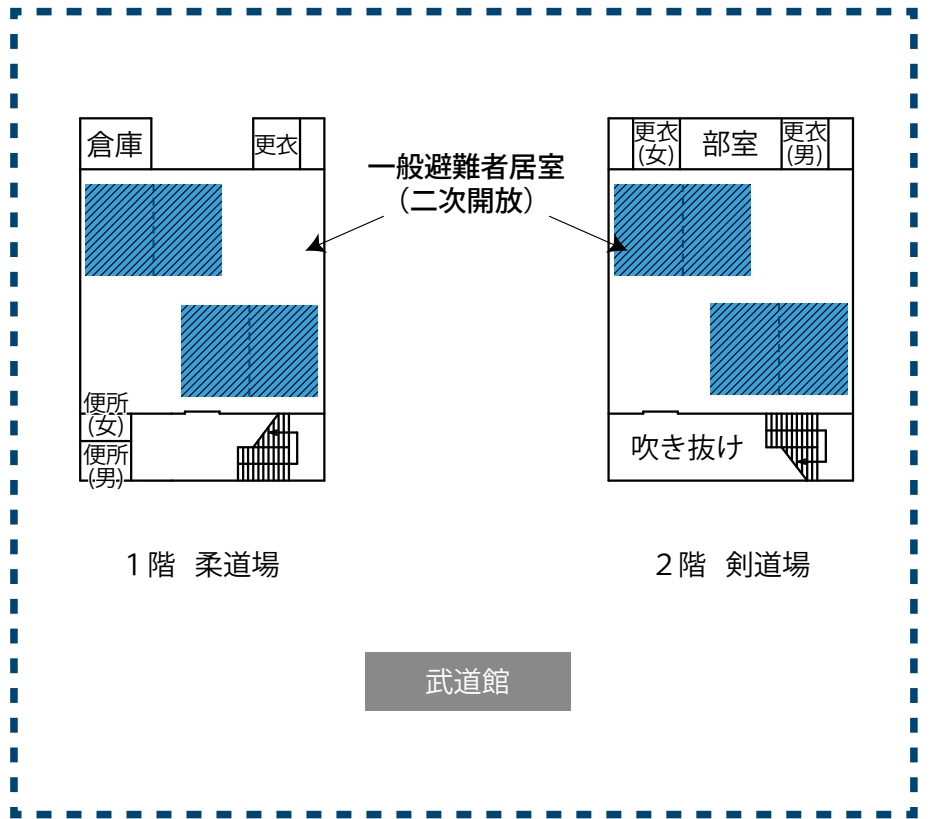 倉庫
更衣
一般避難者居室
（二次開放）
更衣
(女)
部室
更衣
(男)
便所
(女)
便所
(男)
吹き抜け
１階 柔道場
２階 剣道場
武道館